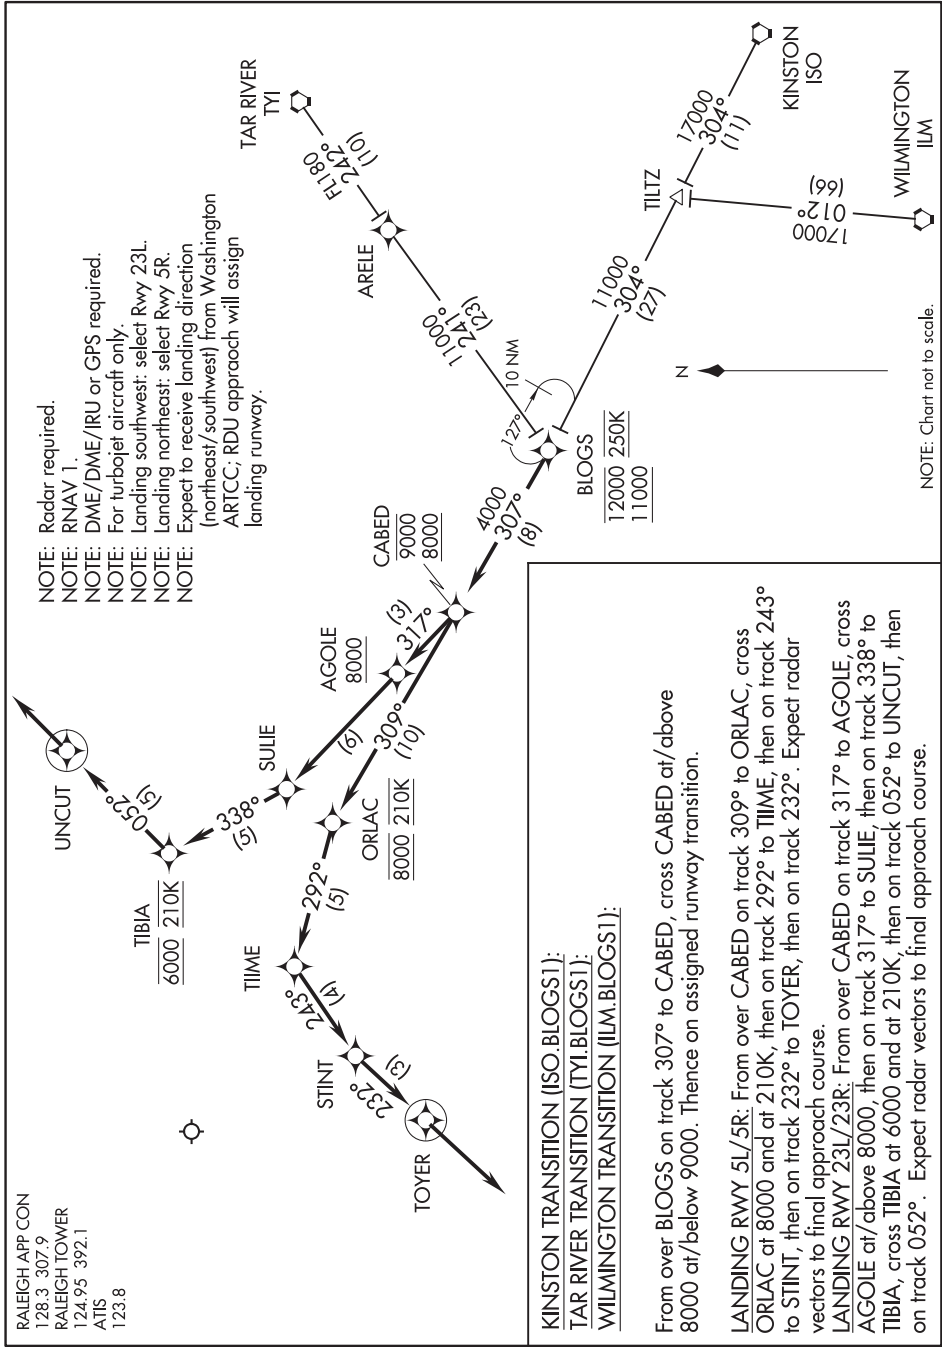 RALEIGH APP CON
128.3 307.9
RALEIGH TOWER
124.95 392.1
ATIS
123.8
NOTE: Radar required.
NOTE: RNAV 1.
NOTE: DME/DME/IRU or GPS required.
NOTE: For turbojet aircraft only.
NOTE: Landing southwest: select Rwy 23L.
NOTE: Landing northeast: select Rwy 5R.
NOTE: Expect to receive landing direction
(northeast/southwest) from Washington
ARTCC; RDU appraoch will assign
landing runway.
UNCUT
052°
(5)
TIBIA
6000 210K
338°
(5)
SULIE
(6)
AGOLE
8000
317°
(3)
CABED
9000
8000
309°
(10)
ORLAC
8000 210K
292°
(5)
TIIME
243°
(4)
STINT
232°
(3)
TOYER
4000
307°
(8)
BLOGS
12000 250K
11000
127°
10 NM
11000
241°
(23)
ARELE
FL180
242°
(10)
TAR RIVER
TYI
11000
304°
(27)
TILTZ
17000
304°
(11)
KINSTON
ISO
17000
012°
(66)
WILMINGTON
ILM
N
NOTE: Chart not to scale.
KINSTON TRANSITION (ISO.BLOGS1):
TAR RIVER TRANSITION (TYI.BLOGS1):
WILMINGTON TRANSITION (ILM.BLOGS1):
From over BLOGS on track 307° to CABED, cross CABED at/above
8000 at/below 9000. Thence on assigned runway transition.
LANDING RWY 5L/5R: From over CABED on track 309° to ORLAC, cross
ORLAC at 8000 and at 210K, then on track 292° to TIIME, then on track 243°
to STINT, then on track 232° to TOYER, then on track 232°. Expect radar
vectors to final approach course.
LANDING RWY 23L/23R: From over CABED on track 317° to AGOLE, cross
AGOLE at/above 8000, then on track 317° to SULIE, then on track 338° to
TIBIA, cross TIBIA at 6000 and at 210K, then on track 052° to UNCUT, then
on track 052°. Expect radar vectors to final approach course.